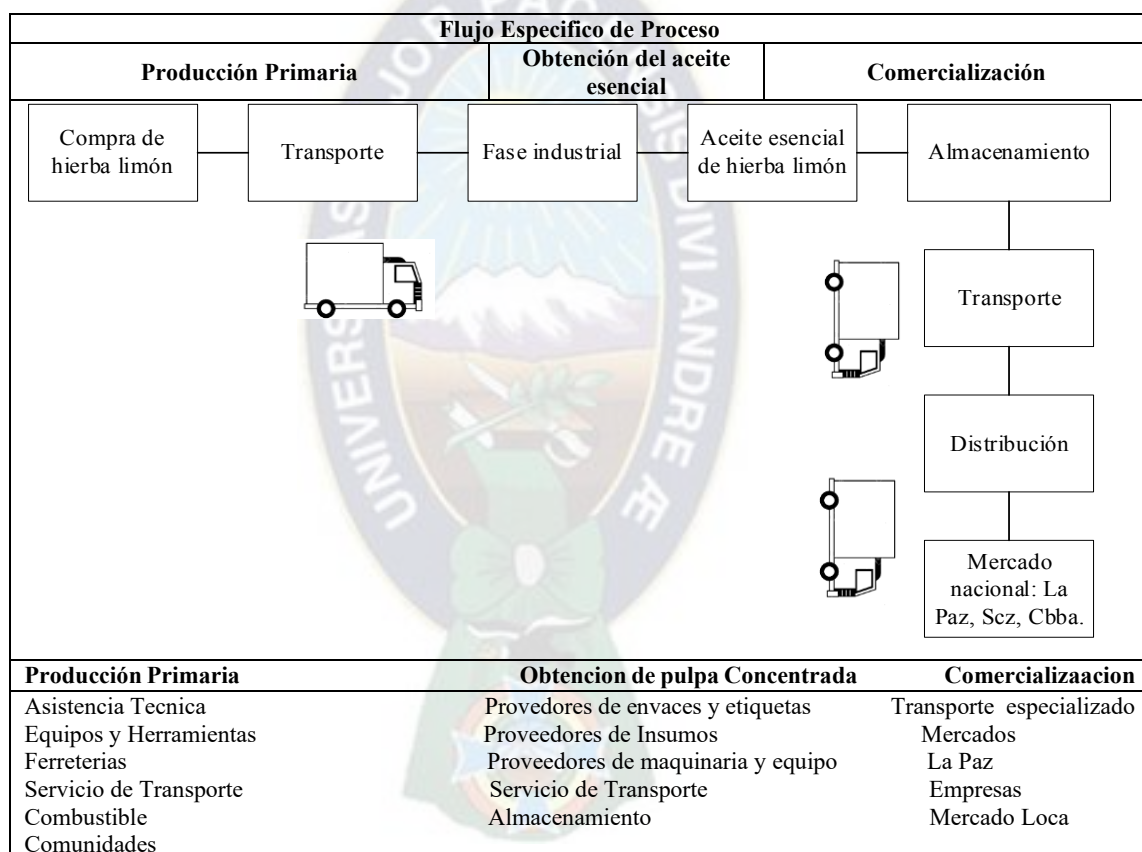 Flujo Especifico de Proceso
Producción Primaria
Obtención del aceite
esencial
Comercialización
Compra de
hierba limón
Transporte
Fase industrial
Aceite esencial
de hierba limón
Almacenamiento
Transporte
Distribución
Mercado
nacional: La
Paz, Scz, Cbba.
Producción Primaria
Asistencia Tecnica
Equipos y Herramientas
Ferreterias
Servicio de Transporte
Combustible
Comunidades
Obtencion de pulpa Concentrada
Provedores de envaces y etiquetas
Proveedores de Insumos
Proveedores de maquinaria y equipo
Servicio de Transporte
Almacenamiento
Comercializaacion
Transporte especializado
Mercados
La Paz
Empresas
Mercado Loca